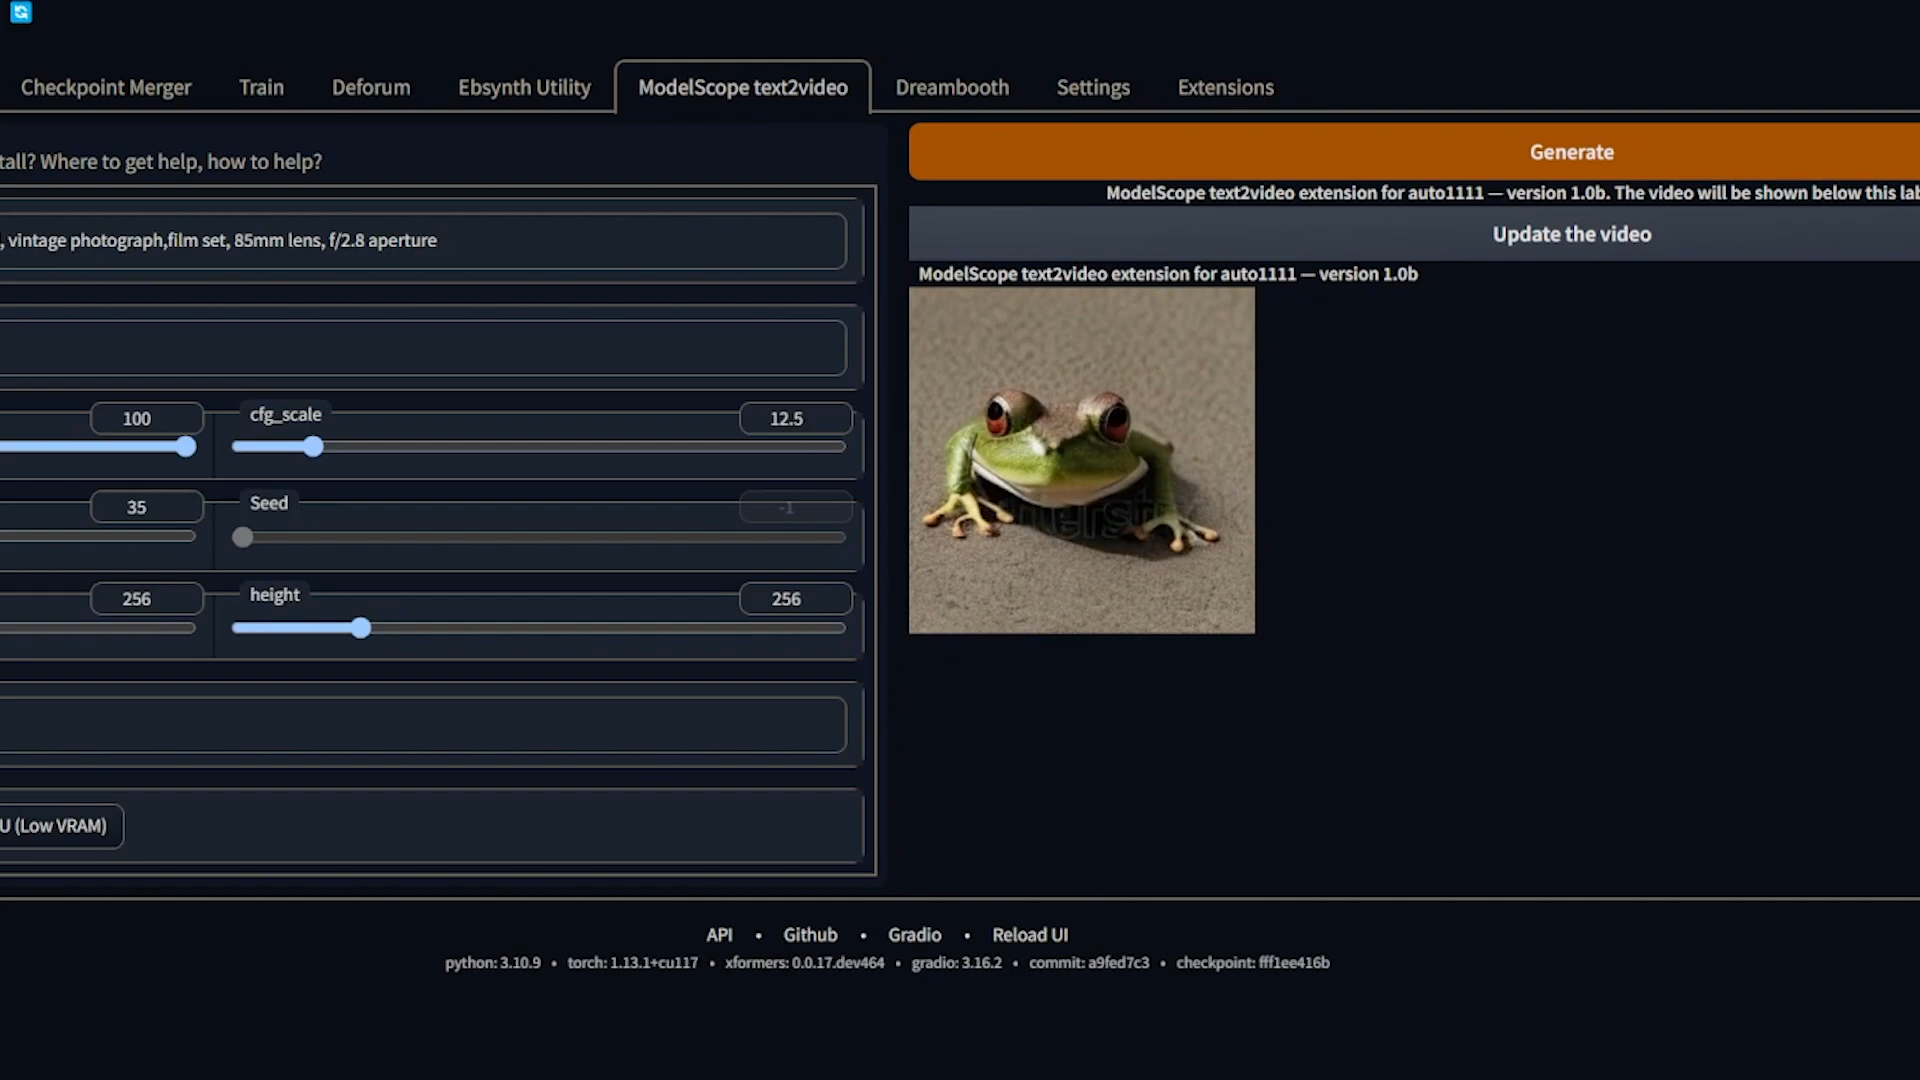 Checkpoint Merger Train Deforum Ebsynth Utility ModelScope text2video Dreambooth Settings Extensions
tall? Where to get help, how to help?
Generate
ModelScope text2video extension for auto1111 — version 1.0b. The video will be shown below this lab
, vintage photograph,film set, 85mm lens, f/2.8 aperture
Update the video
ModelScope text2video extension for auto1111 — version 1.0b
100 cfg_scale 12.5
35 Seed -1
256 height 256
U (Low VRAM)
API • Github • Gradio • Reload UI
python: 3.10.9 • torch: 1.13.1+cu117 • xformers: 0.0.17.dev464 • gradio: 3.16.2 • commit: a9fed7c3 • checkpoint: fff1ee416b